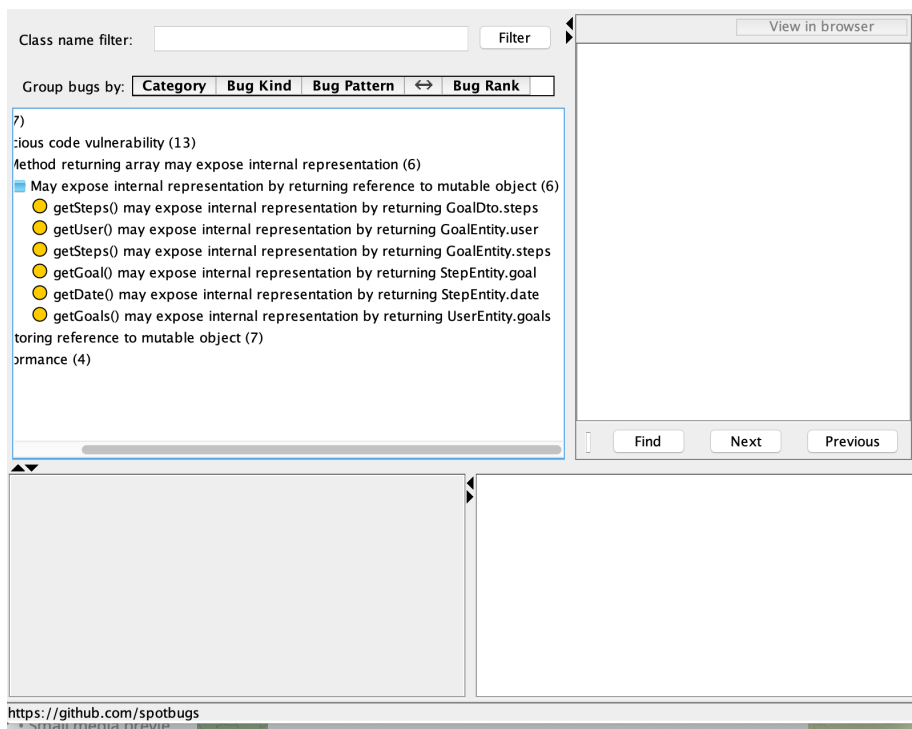 View in browser
Class name filter:
Filter
Group bugs by: Category Bug Kind Bug Pattern ↔ Bug Rank
7)
cious code vulnerability (13)
Method returning array may expose internal representation (6)
May expose internal representation by returning reference to mutable object (6)
getSteps() may expose internal representation by returning GoalDto.steps
getUser() may expose internal representation by returning GoalEntity.user
getSteps() may expose internal representation by returning GoalEntity.steps
getGoal() may expose internal representation by returning StepEntity.goal
getDate() may expose internal representation by returning StepEntity.date
getGoals() may expose internal representation by returning UserEntity.goals
toring reference to mutable object (7)
ormance (4)
Find Next Previous
https://github.com/spotbugs
• Small media previe